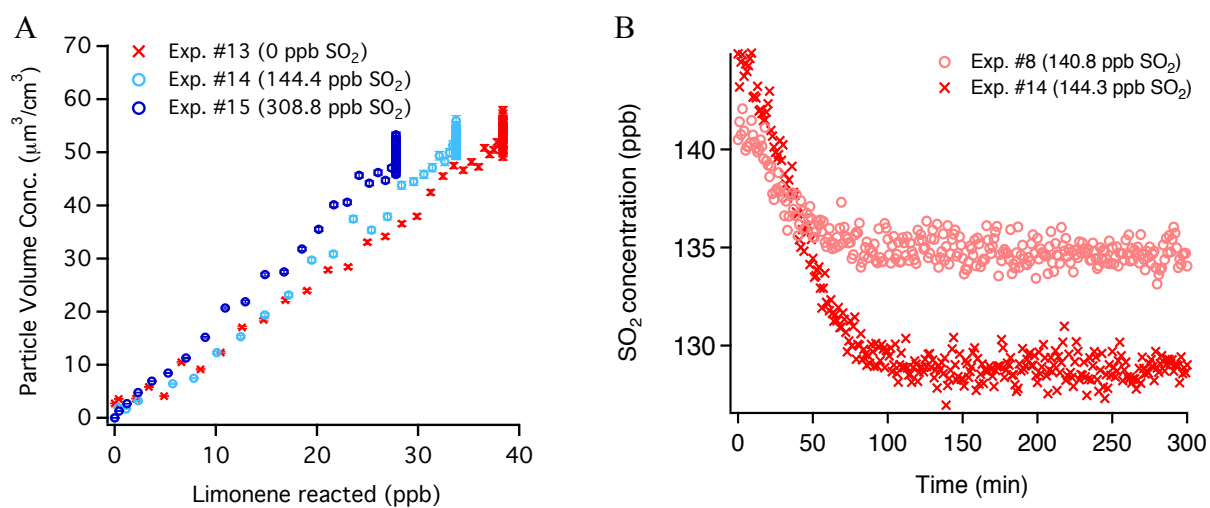 A
Particle Volume Conc. (μm³/cm³)
70
60
50
40
30
20
10
0
Exp. #13 (0 ppb SO₂)
Exp. #14 (144.4 ppb SO₂)
Exp. #15 (308.8 ppb SO₂)
0 10 20 30 40
Limonene reacted (ppb)
B
SO₂ concentration (ppb)
140
135
130
Exp. #8 (140.8 ppb SO₂)
Exp. #14 (144.3 ppb SO₂)
0 50 100 150 200 250 300
Time (min)